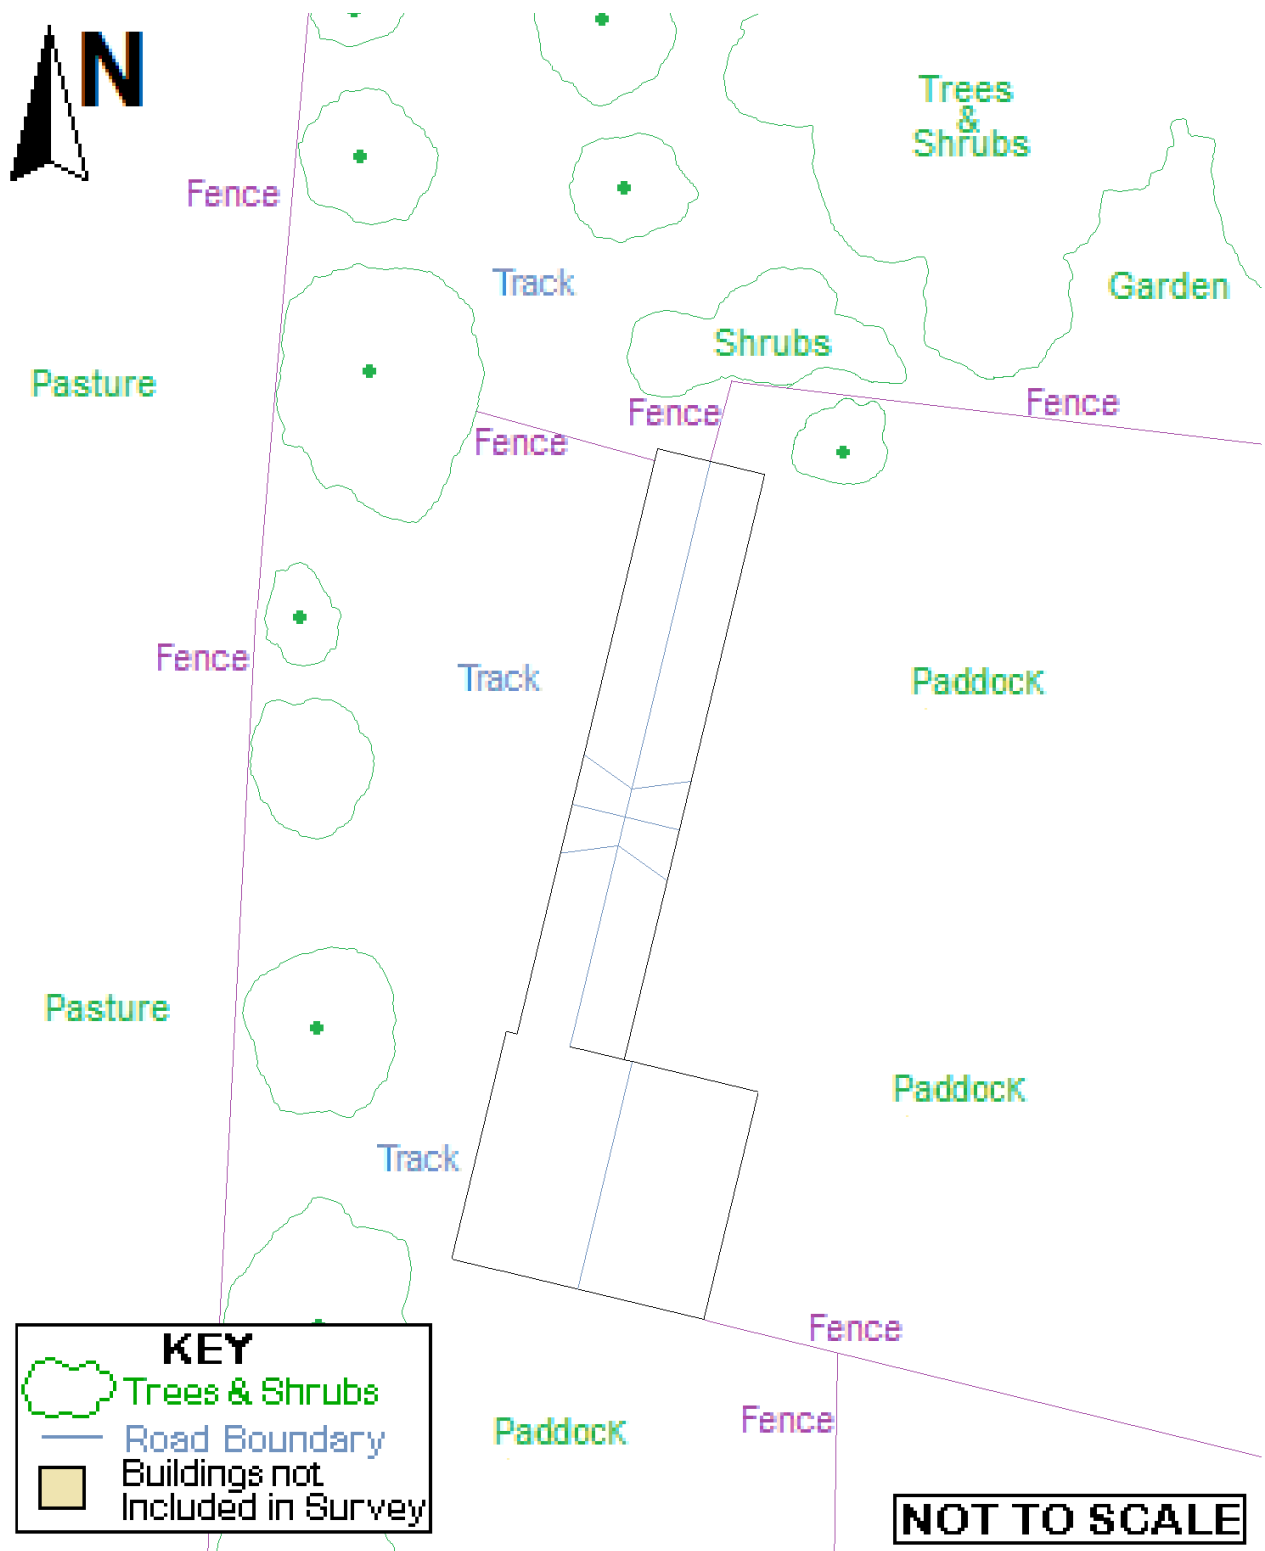 N
Trees
&
Shrubs
Fence
Track
Garden
Shrubs
Pasture
Fence
Fence
Fence
Fence
Track
Paddock
Pasture
Paddock
Track
Fence
KEY
Trees & Shrubs
Road Boundary
Buildings not
Included in Survey
Paddock
Fence
NOT TO SCALE